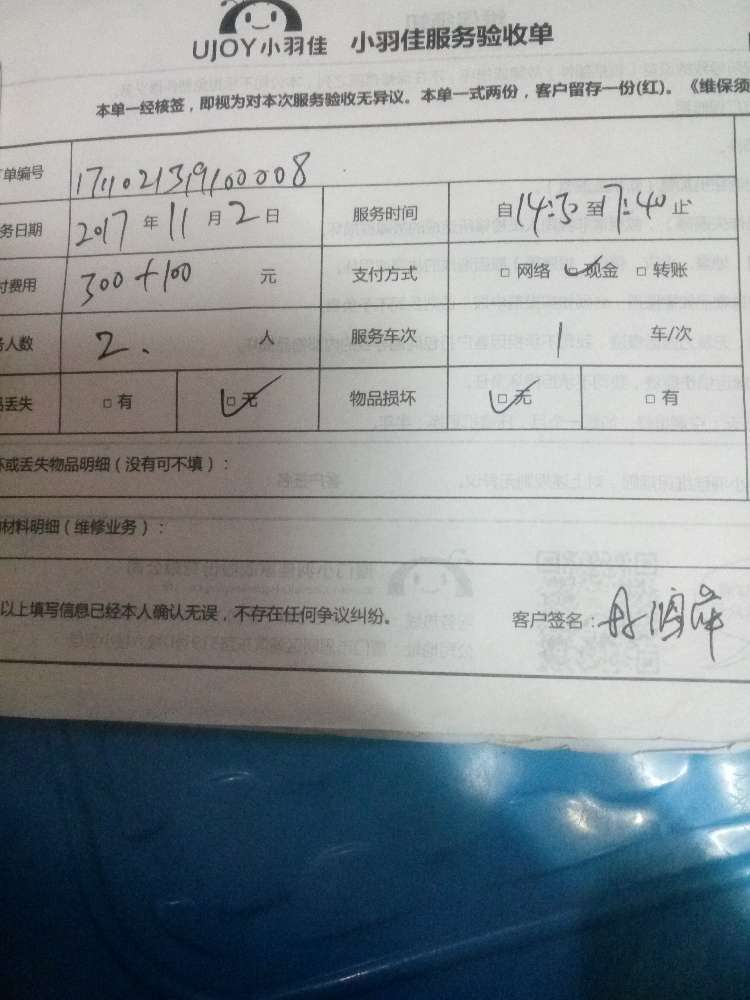 UJOY小羽佳 小羽佳服务验收单
本单一经核签，即视为对本次服务验收无异议。本单一式两份，客户留存一份(红)。《维保须
单编号 171102139100008
务日期 2017 年 11 月 2 日 服务时间 自 14:30 至 17:40 止
付费用 300+100 元 支付方式 □ 网络 □ 现金 □ 转账
务人数 2. 人 服务车次 1 车/次
品丢失 □ 有 □ 无 物品损坏 □ 无 □ 有
坏或丢失物品明细（没有可不填）：
材料明细（维修业务）：
以上填写信息已经本人确认无误，不存在任何争议纠纷。 客户签名：